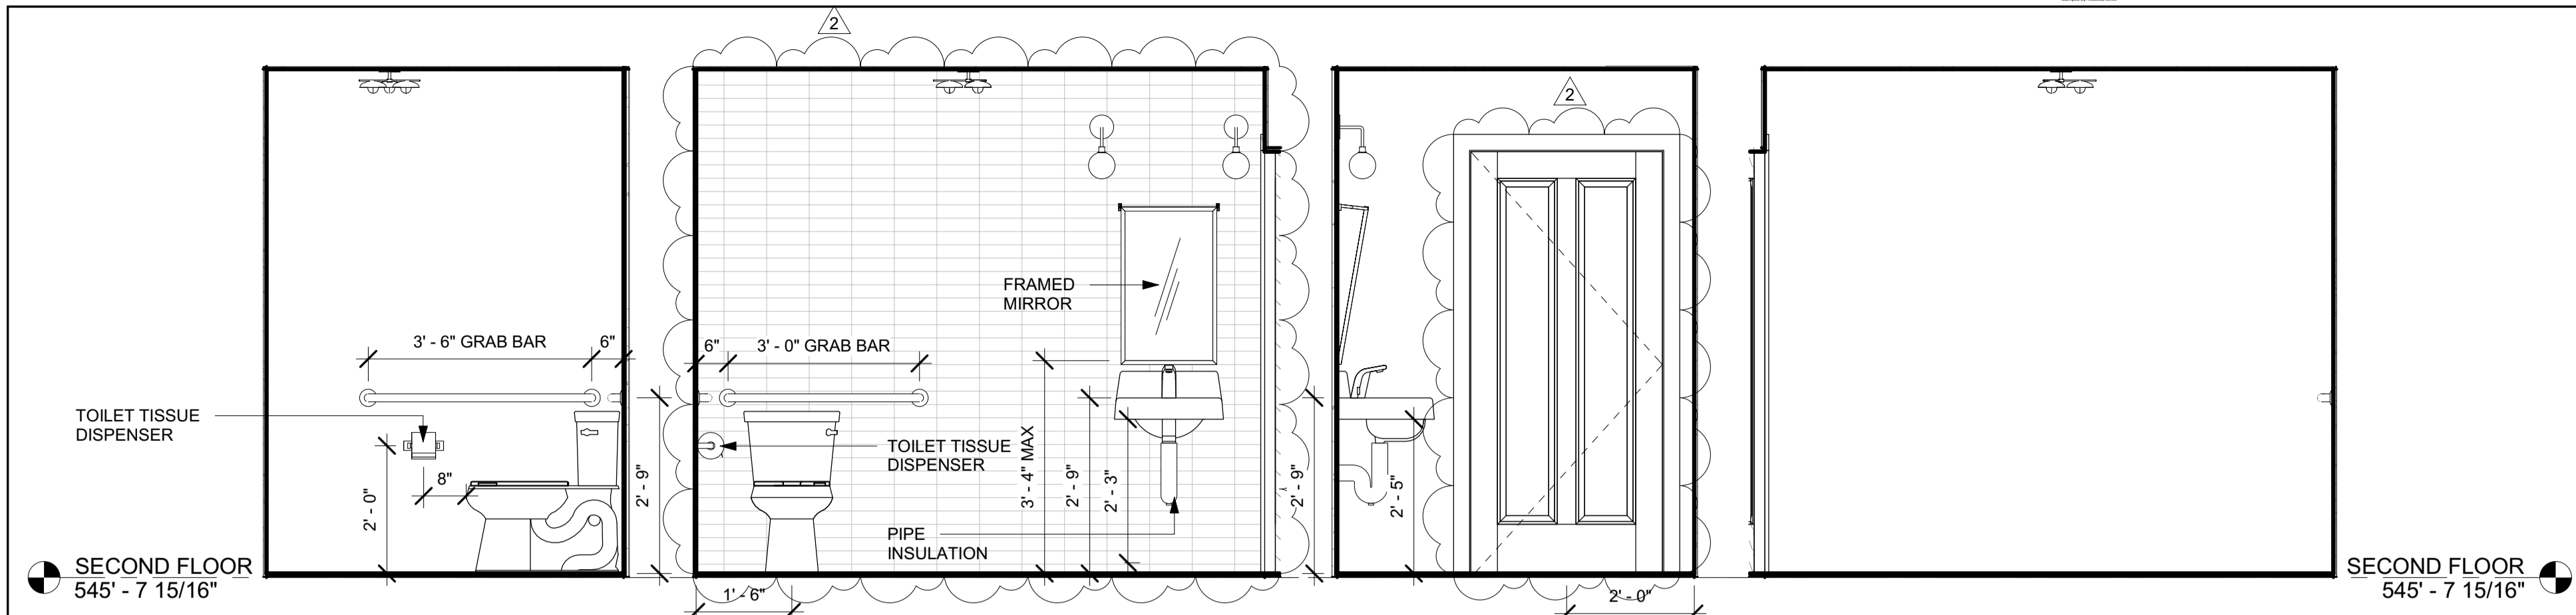 2
2
3' - 6" GRAB BAR
6"
6"
3' - 0" GRAB BAR
FRAMED
MIRROR
TOILET TISSUE
DISPENSER
TOILET TISSUE
DISPENSER
8"
2' - 0"
2' - 9"
3' - 4" MAX
2' - 9"
2' - 3"
2' - 9"
2' - 5"
PIPE
INSULATION
SECOND FLOOR
545' - 7 15/16"
1' - 6"
2' - 0"
SECOND FLOOR
545' - 7 15/16"